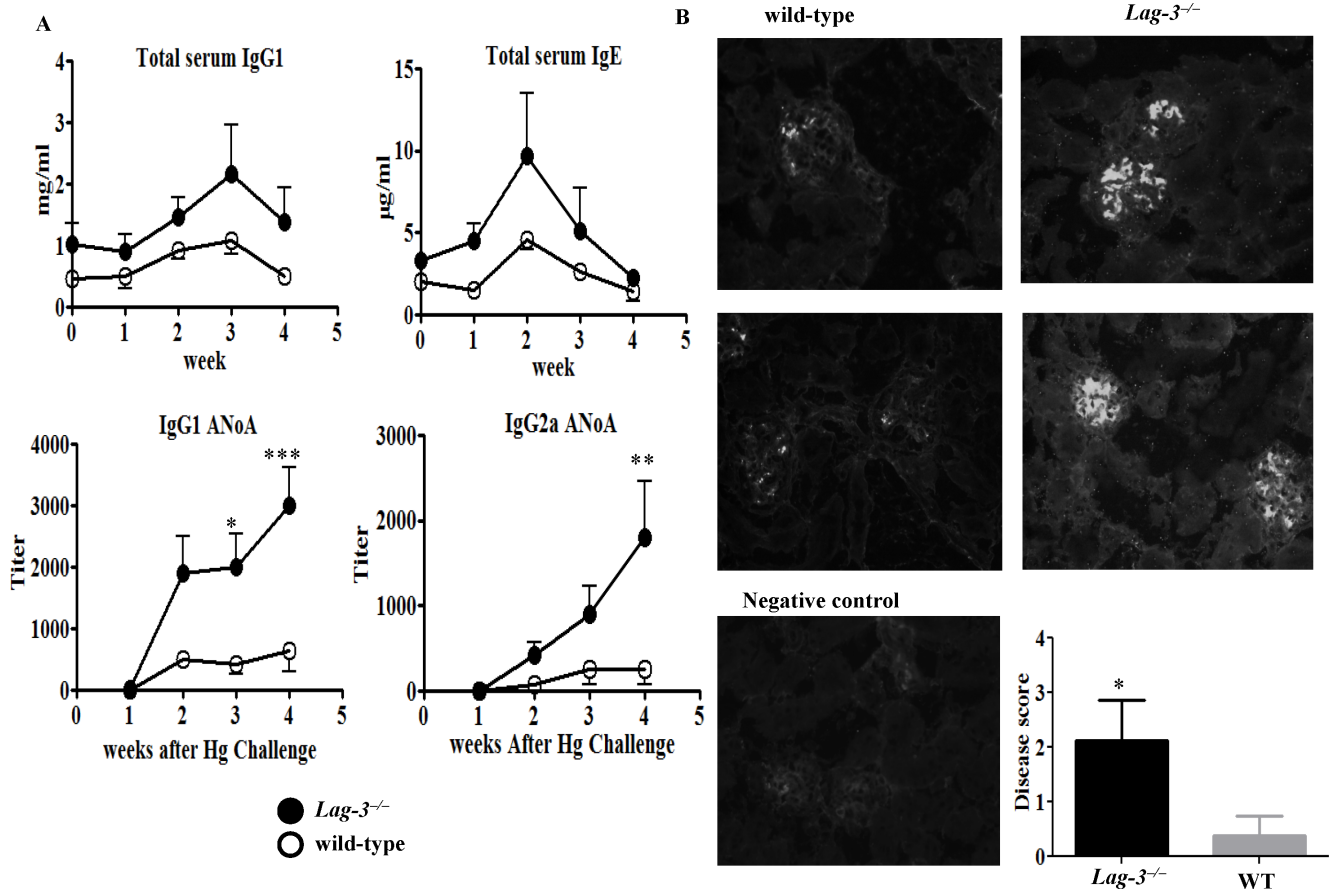 A
Total serum IgG1
4
3
2
1
0
mg/ml
0 1 2 3 4 5
week
Total serum IgE
15
10
5
0
µg/ml
0 1 2 3 4 5
week
IgG1 ANoA
4000
3000
2000
1000
0
Titer
* ***
0 1 2 3 4 5
weeks after Hg Challenge
IgG2a ANoA
3000
2000
1000
0
Titer
**
0 1 2 3 4 5
weeks After Hg Challenge
Lag-3–/–
wild-type
B
wild-type
Lag-3–/–
Negative control
4
3
2
1
0
Disease score
*
Lag-3–/– WT